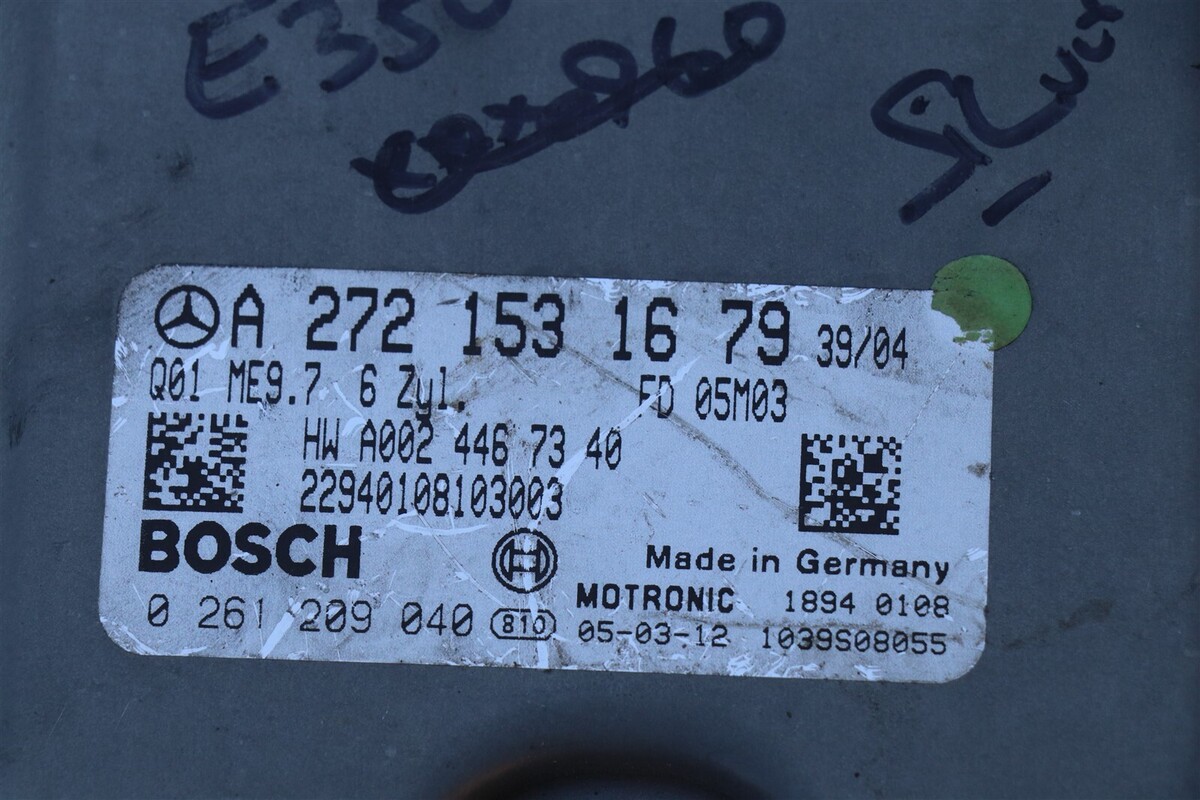 E350
SLUCY
A 272 153 16 79 39/04
Q01 ME9.7 6 Zyl. FD 05M03
HW A002 446 73 40
22940108103003
BOSCH
Made in Germany
MOTRONIC 1894 0108
0 261 209 040 810 05-03-12 1039S08055